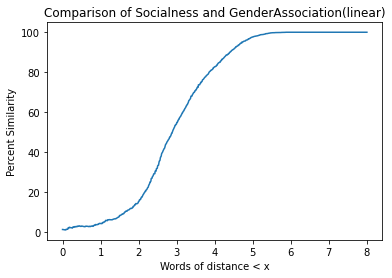 Comparison of Socialness and GenderAssociation(linear)
100
80
60
40
20
0
Percent Similarity
0 1 2 3 4 5 6 7 8
Words of distance < x